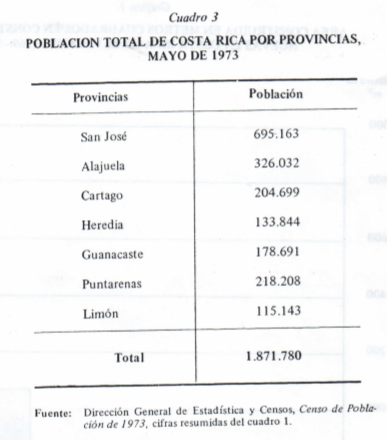 Cuadro 3
POBLACION TOTAL DE COSTA RICA POR PROVINCIAS,
MAYO DE 1973
Provincias Población
San José 695.163
Alajuela 326.032
Cartago 204.699
Heredia 133.844
Guanacaste 178.691
Puntarenas 218.208
Limón 115.143
Total 1.871.780
Fuente: Dirección General de Estadística y Censos, Censo de Pobla-
ción de 1973, cifras resumidas del cuadro 1.